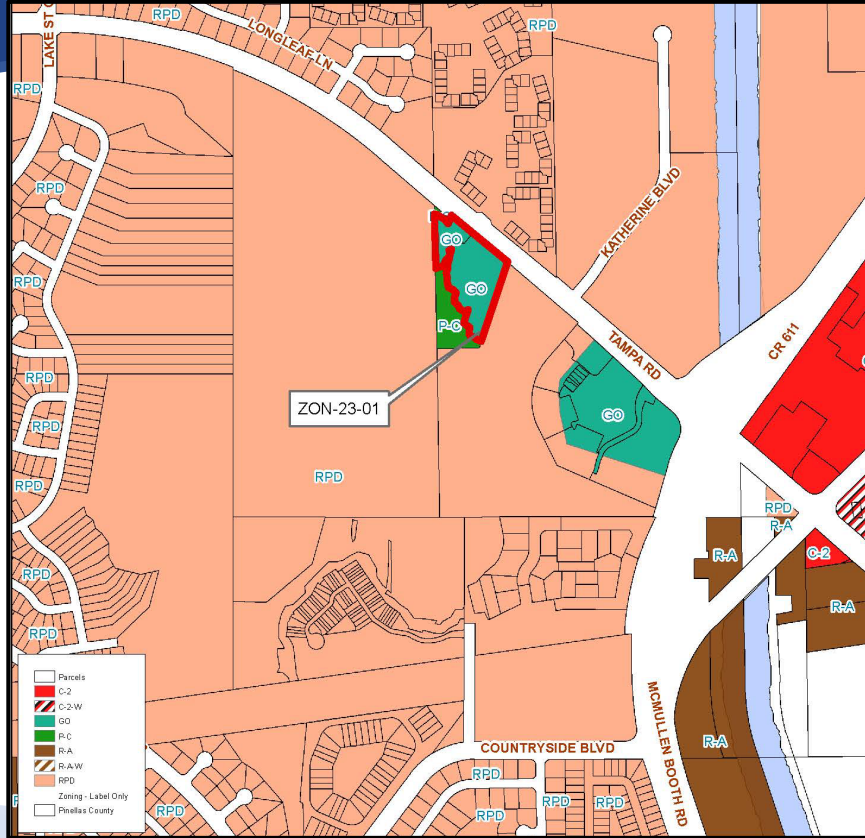 RPD
LAKE ST
LONGLEAF LN
RPD
RPD
RPD
KATHERINE BLVD
GO
RPD
GO
RPD
P-C
TAMPA RD
CR 611
RPD
ZON-23-01
GO
RPD
RPD
RPD
RPD
RPD
R-A
R-A
C-2
RPD
R-A
RPD
Parcels
C-2
C-2-W
GO
P-C
R-A
R-A-W
RPD
Zoning - Label Only
Pinellas County
MCMULLEN BOOTH RD
R-A
COUNTRYSIDE BLVD
RPD
RPD
RPD
RPD
RPD